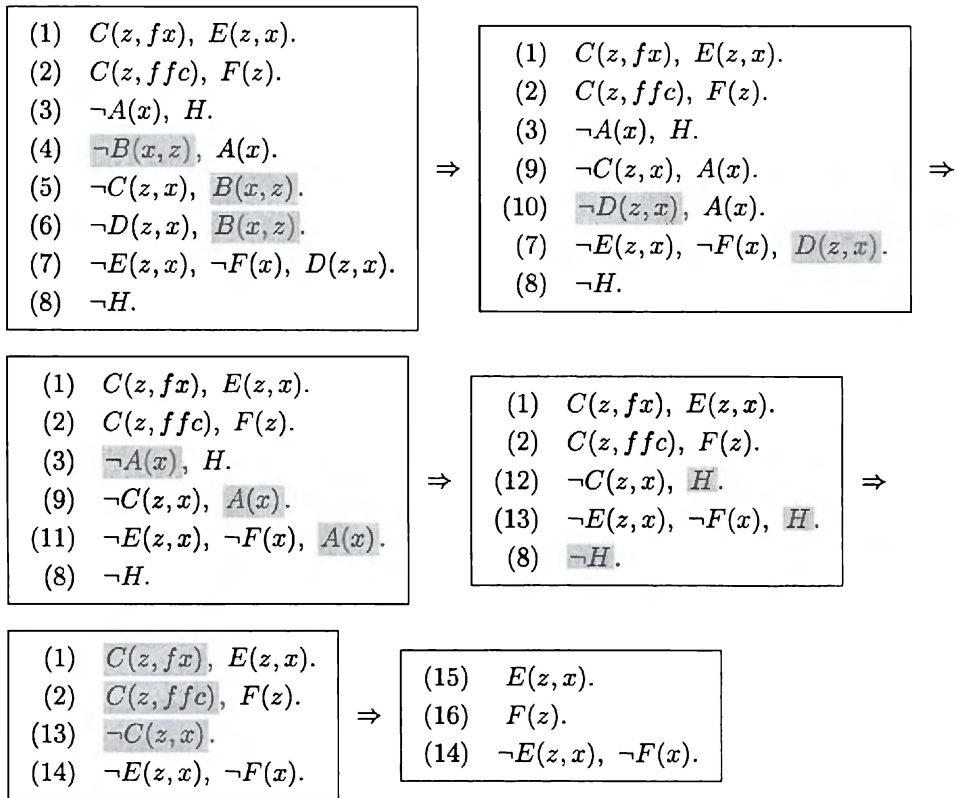 (1) C(z, fx), E(z, x).
(2) C(z, ffc), F(z).
(3) ¬A(x), H.
(4) ¬B(x, z), A(x).
(5) ¬C(z, x), B(x, z).
(6) ¬D(z, x), B(x, z).
(7) ¬E(z, x), ¬F(x), D(z, x).
(8) ¬H.
⇒
(1) C(z, fx), E(z, x).
(2) C(z, ffc), F(z).
(3) ¬A(x), H.
(9) ¬C(z, x), A(x).
(10) ¬D(z, x), A(x).
(7) ¬E(z, x), ¬F(x), D(z, x).
(8) ¬H.
⇒
(1) C(z, fx), E(z, x).
(2) C(z, ffc), F(z).
(3) ¬A(x), H.
(9) ¬C(z, x), A(x).
(11) ¬E(z, x), ¬F(x), A(x).
(8) ¬H.
⇒
(1) C(z, fx), E(z, x).
(2) C(z, ffc), F(z).
(12) ¬C(z, x), H.
(13) ¬E(z, x), ¬F(x), H.
(8) ¬H.
⇒
(1) C(z, fx), E(z, x).
(2) C(z, ffc), F(z).
(13) ¬C(z, x).
(14) ¬E(z, x), ¬F(x).
⇒
(15) E(z, x).
(16) F(z).
(14) ¬E(z, x), ¬F(x).